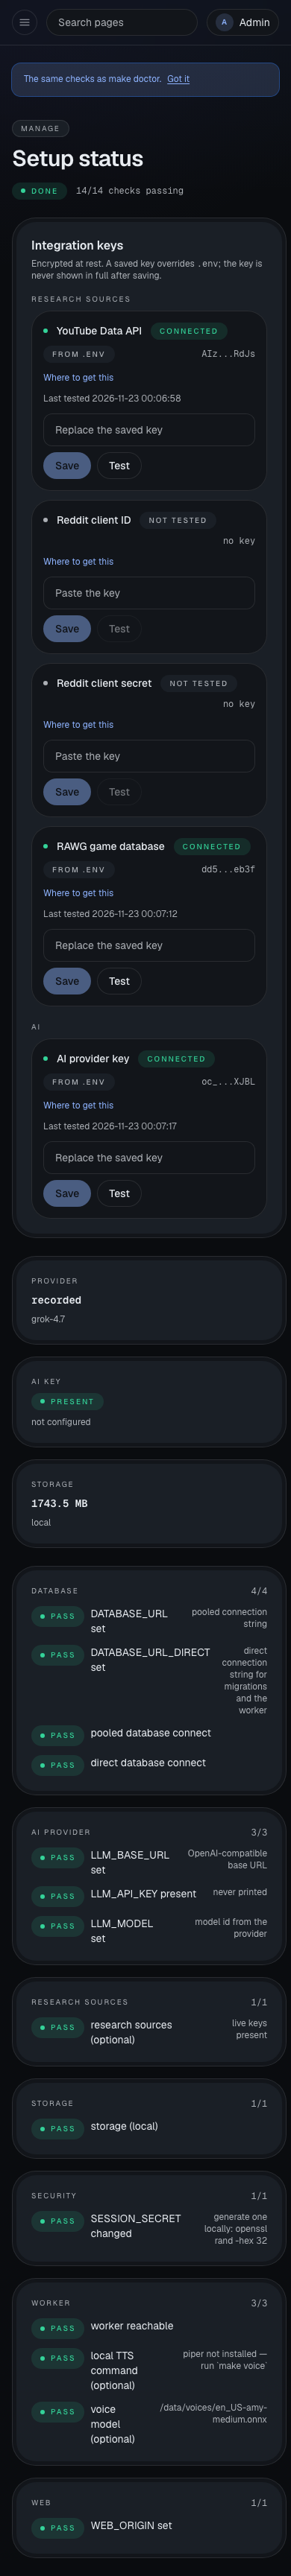 Search pages
A
Admin
The same checks as make doctor. Got it
MANAGE
Setup status
DONE
14/14 checks passing
Integration keys
Encrypted at rest. A saved key overrides .env; the key is
never shown in full after saving.
RESEARCH SOURCES
YouTube Data API
CONNECTED
FROM .ENV
AIz...RdJs
Where to get this
Last tested 2026-11-23 00:06:58
Replace the saved key
Save
Test
Reddit client ID
NOT TESTED
no key
Where to get this
Paste the key
Save
Test
Reddit client secret
NOT TESTED
no key
Where to get this
Paste the key
Save
Test
RAWG game database
CONNECTED
FROM .ENV
dd5...eb3f
Where to get this
Last tested 2026-11-23 00:07:12
Replace the saved key
Save
Test
AI
AI provider key
CONNECTED
FROM .ENV
oc_...XJBL
Where to get this
Last tested 2026-11-23 00:07:17
Replace the saved key
Save
Test
PROVIDER
recorded
grok-4.7
AI KEY
PRESENT
not configured
STORAGE
1743.5 MB
local
DATABASE
4/4
PASS
DATABASE_URL
set
pooled connection
string
PASS
DATABASE_URL_DIRECT
set
direct
connection
string for
migrations
and the
worker
PASS
pooled database connect
PASS
direct database connect
AI PROVIDER
3/3
PASS
LLM_BASE_URL
set
OpenAI-compatible
base URL
PASS
LLM_API_KEY present
never printed
PASS
LLM_MODEL
set
model id from the
provider
RESEARCH SOURCES
1/1
PASS
research sources
(optional)
live keys
present
STORAGE
1/1
PASS
storage (local)
SECURITY
1/1
PASS
SESSION_SECRET
changed
generate one
locally: openssl
rand -hex 32
WORKER
3/3
PASS
worker reachable
PASS
local TTS
command
(optional)
piper not installed —
run `make voice`
PASS
voice
model
(optional)
/data/voices/en_US-amy-
medium.onnx
WEB
1/1
PASS
WEB_ORIGIN set